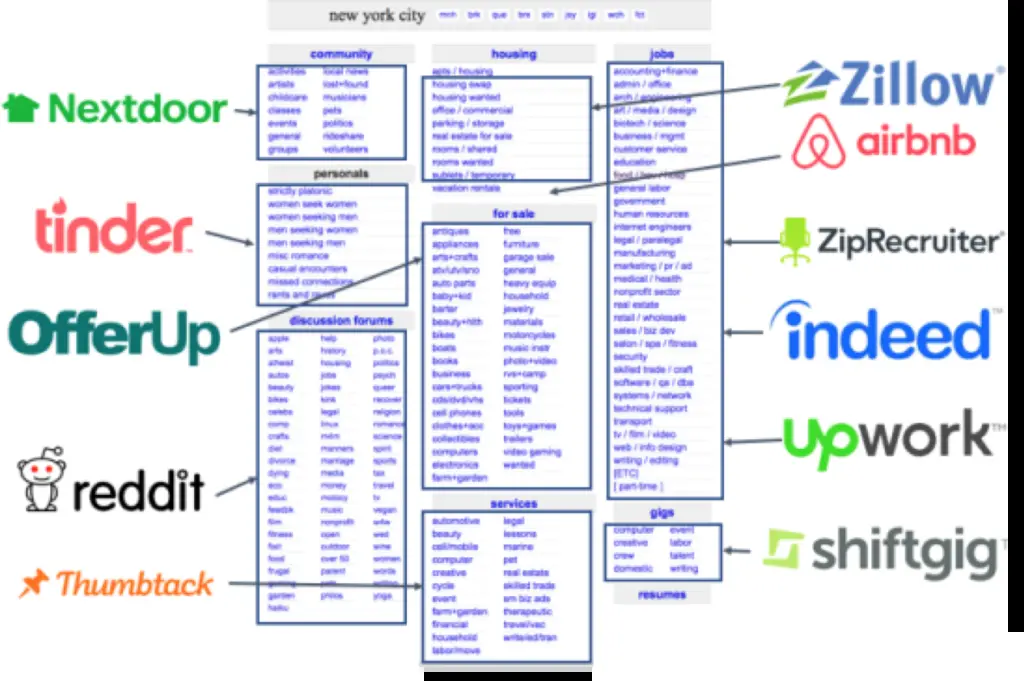 new york city mnh brk que brx stn jsy lgi wch fct
community
activities local news
artists lost+found
childcare musicians
classes pets
events politics
general rideshare
groups volunteers
personals
strictly platonic
women seek women
women seeking men
men seeking women
men seeking men
misc romance
casual encounters
missed connections
rants and raves
discussion forums
apple help photo
arts history p.o.c.
atheist housing politics
autos jobs psych
beauty jokes queer
bikes kink recover
celebs legal religion
comp linux romance
crafts m4m science
diet manners spirit
divorce marriage sports
dying media tax
eco money travel
educ motocy tv
feedbk music vegan
film nonprofit
fitness open wed
outdoor wine
food over 50 women
frugal parent words
gaming pets writing
garden philos yoga
haiku
housing
apts / housing
housing swap
housing wanted
office / commercial
parking / storage
real estate for sale
rooms / shared
rooms wanted
sublets / temporary
vacation rentals
for sale
antiques free
appliances furniture
arts+crafts garage sale
atv/utv/sno general
auto parts heavy equip
baby+kid household
barter jewelry
beauty+hlth materials
bikes motorcycles
boats music instr
books photo+video
business rvs+camp
cars+trucks sporting
cds/dvd/vhs tickets
cell phones tools
clothes+acc toys+games
collectibles trailers
computers video gaming
electronics wanted
farm+garden
services
automotive legal
beauty lessons
cell/mobile marine
computer pet
creative real estate
cycle skilled trade
event sm biz ads
farm+garden therapeutic
financial travel/vac
household write/ed/tran
labor/move
jobs
accounting+finance
admin / office
arch / engineering
art / media / design
biotech / science
business / mgmt
customer service
education
food / bev / hosp
general labor
government
human resources
internet engineers
legal / paralegal
manufacturing
marketing / pr / ad
medical / health
nonprofit sector
real estate
retail / wholesale
sales / biz dev
salon / spa / fitness
security
skilled trade / craft
software / qa / dba
systems / network
technical support
transport
tv / film / video
web / info design
writing / editing
[ETC]
[ part-time ]
gigs
computer event
creative labor
crew talent
domestic writing
resumes
Nextdoor
tinder
OfferUp
reddit
Thumbtack
Zillow®
airbnb
ZipRecruiter®
indeed™
upwork™
shiftgig